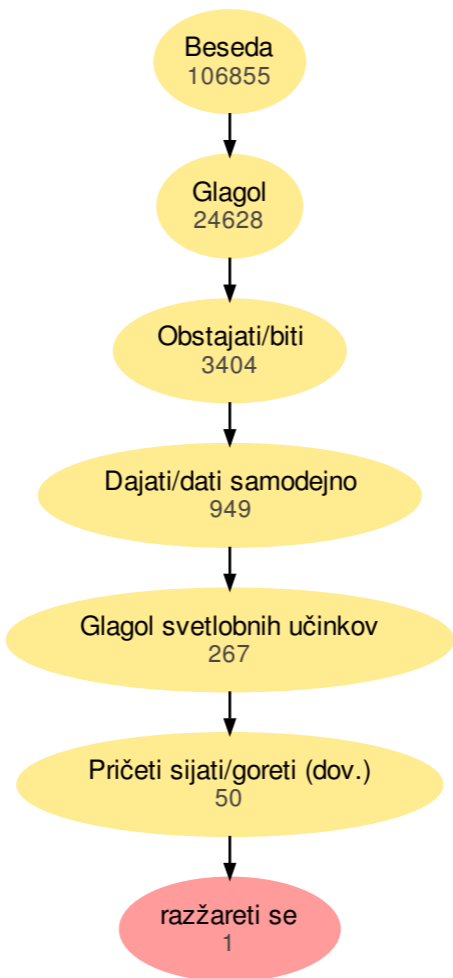 Beseda
106855
Glagol
24628
Obstajati/biti
3404
Dajati/dati samodejno
949
Glagol svetlobnih učinkov
267
Pričeti sijati/goreti (dov.)
50
razžareti se
1